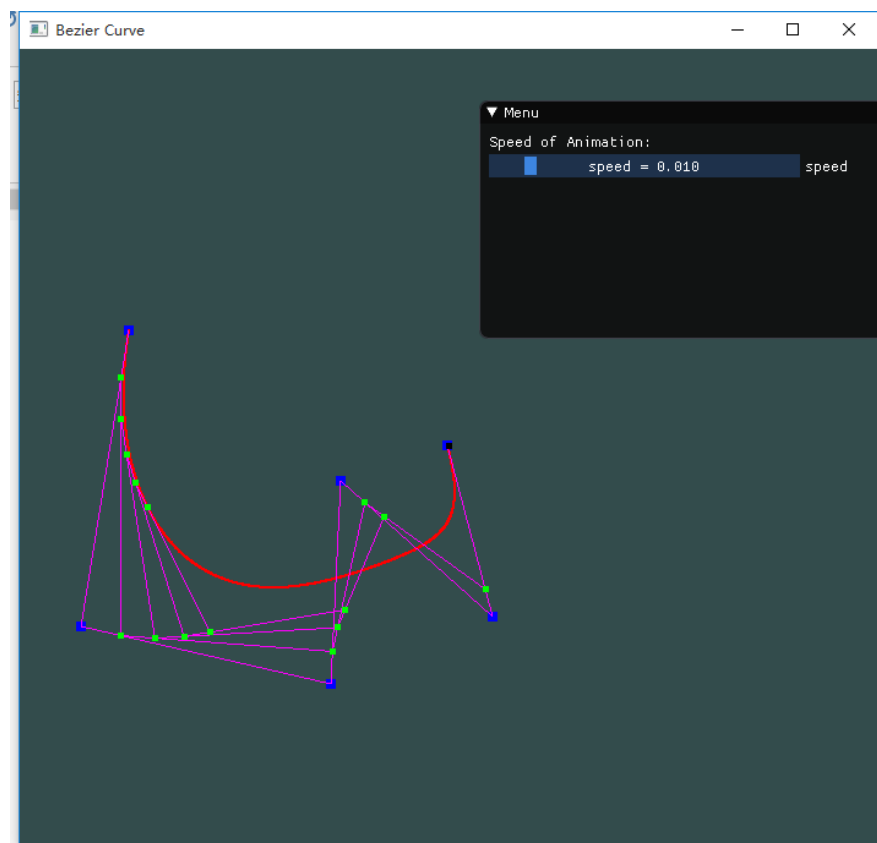 Bezier Curve
Menu
Speed of Animation:
speed = 0.010 speed